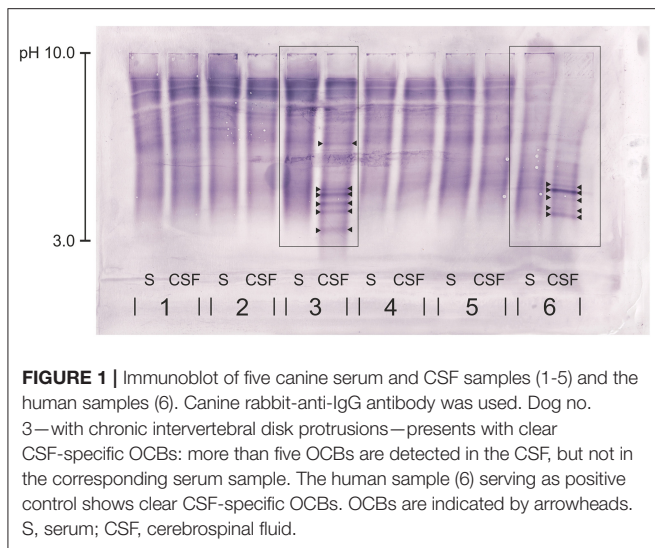 pH 10.0
3.0
S CSF S CSF S CSF S CSF S CSF S CSF
| 1 | | 2 | | 3 | | 4 | | 5 | | 6 |
FIGURE 1 | Immunoblot of five canine serum and CSF samples (1-5) and the
human samples (6). Canine rabbit-anti-IgG antibody was used. Dog no.
3—with chronic intervertebral disk protrusions—presents with clear
CSF-specific OCBs: more than five OCBs are detected in the CSF, but not in
the corresponding serum sample. The human sample (6) serving as positive
control shows clear CSF-specific OCBs. OCBs are indicated by arrowheads.
S, serum; CSF, cerebrospinal fluid.